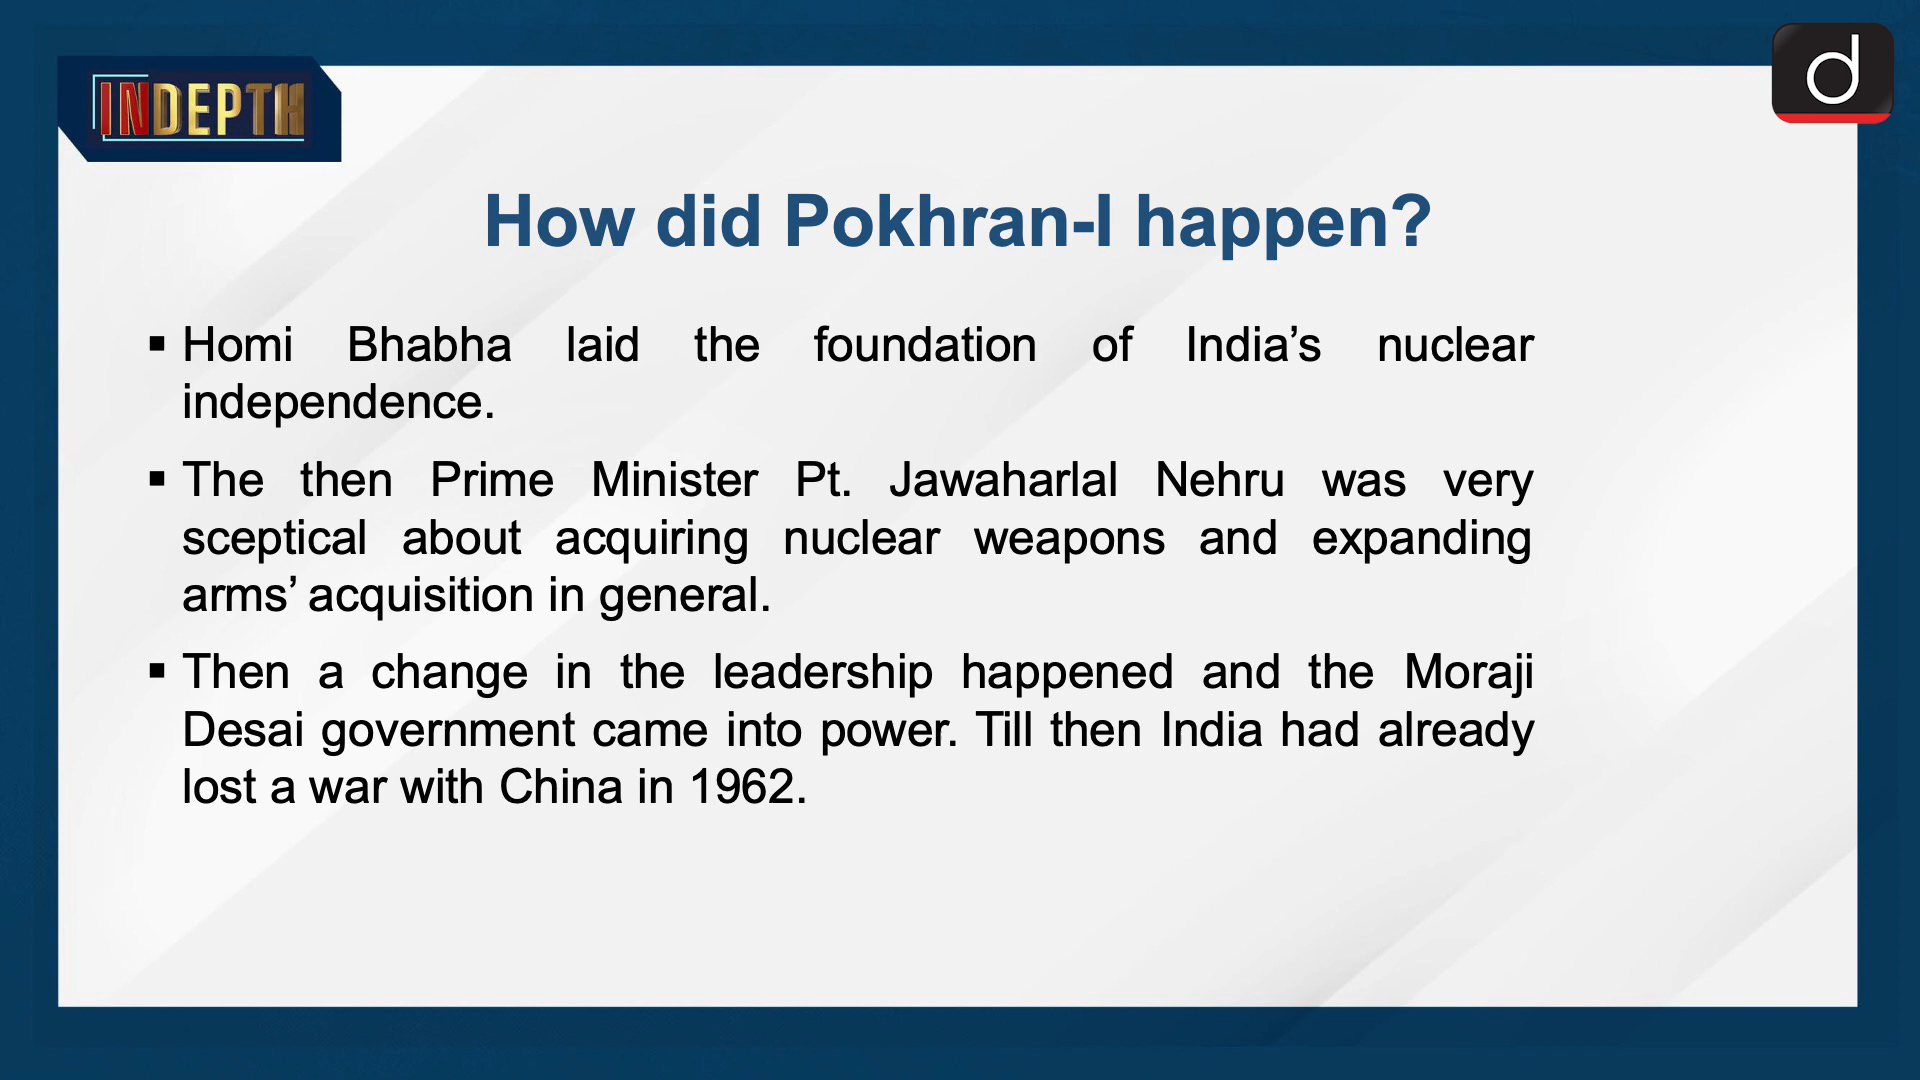 INDEPTH
d
How did Pokhran-I happen?
▪ Homi Bhabha laid the foundation of India’s nuclear
independence.
▪ The then Prime Minister Pt. Jawaharlal Nehru was very
sceptical about acquiring nuclear weapons and expanding
arms’ acquisition in general.
▪ Then a change in the leadership happened and the Moraji
Desai government came into power. Till then India had already
lost a war with China in 1962.